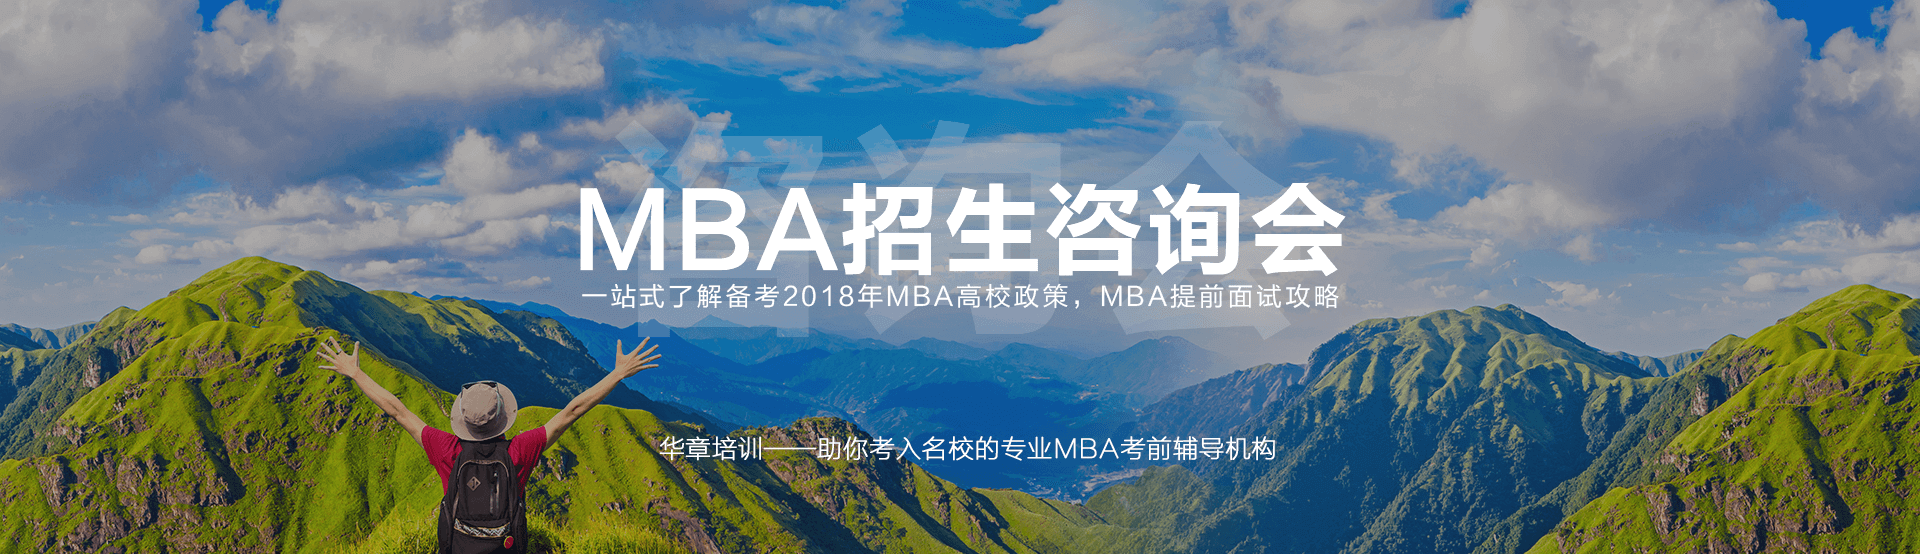 咨询会
MBA招生咨询会
一站式了解备考2018年MBA高校政策，MBA提前面试攻略
华章培训——助你考入名校的专业MBA考前辅导机构